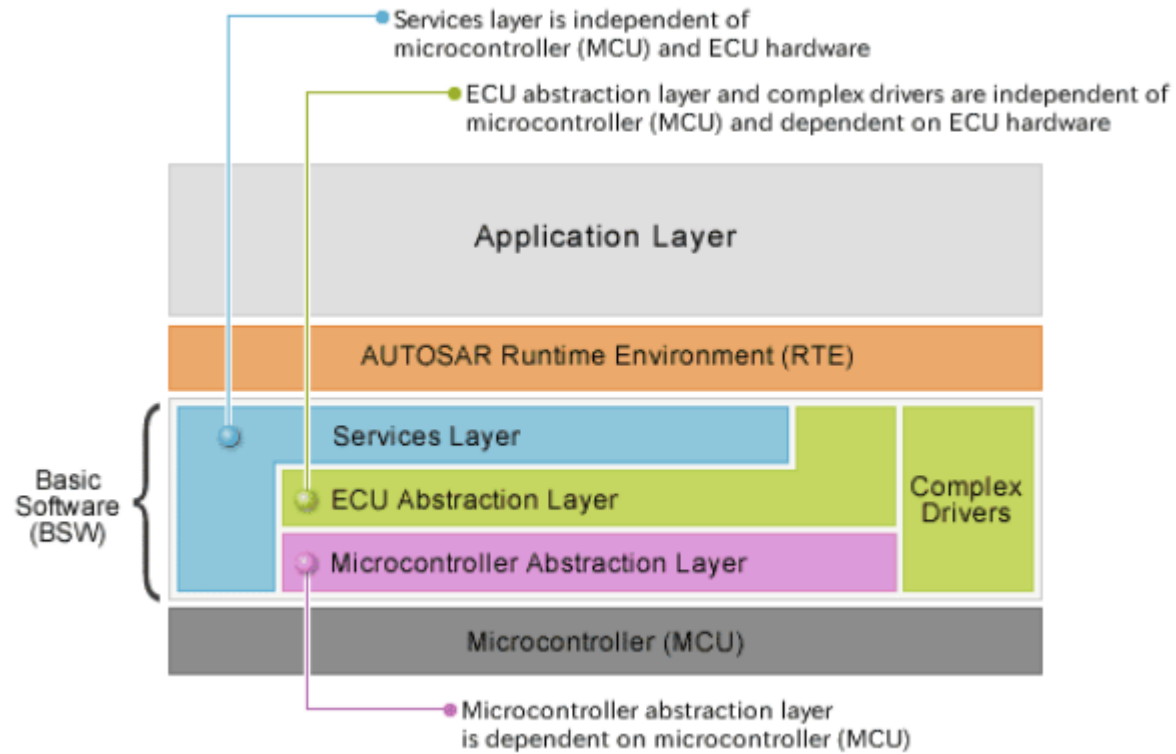 Services layer is independent of
microcontroller (MCU) and ECU hardware
ECU abstraction layer and complex drivers are independent of
microcontroller (MCU) and dependent on ECU hardware
Application Layer
AUTOSAR Runtime Environment (RTE)
Basic
Software
(BSW)
Services Layer
ECU Abstraction Layer
Complex
Drivers
Microcontroller Abstraction Layer
Microcontroller (MCU)
Microcontroller abstraction layer
is dependent on microcontroller (MCU)